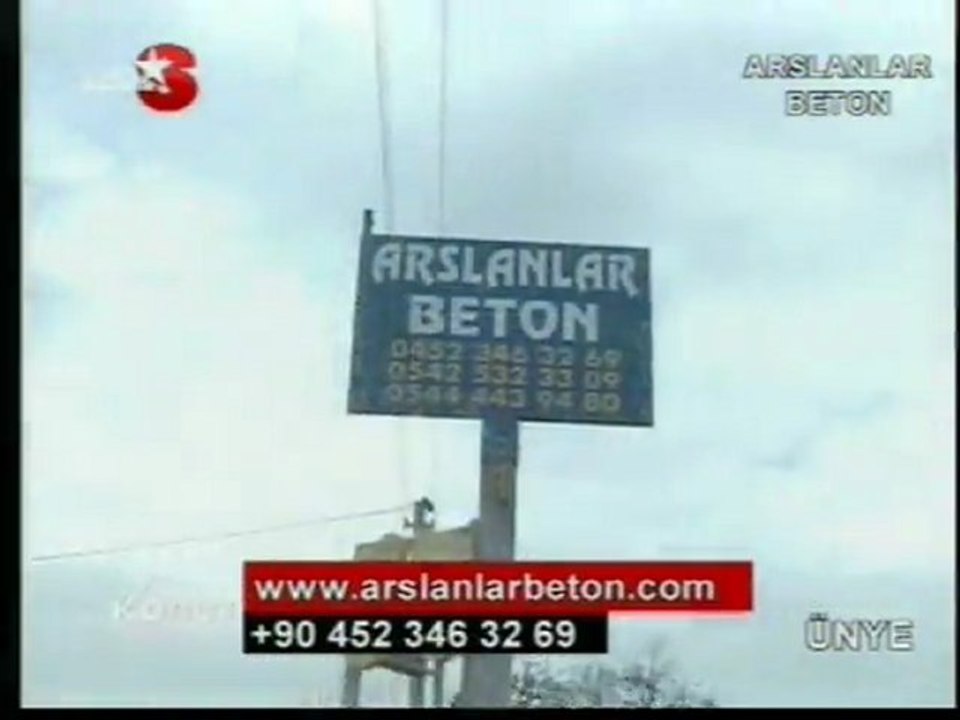 ARSLANLAR
BETON
ARSLANLAR
BETON
0452 346 32 69
0542 532 33 09
0544 443 94 80
www.arslanlarbeton.com
+90 452 346 32 69
ÜNYE